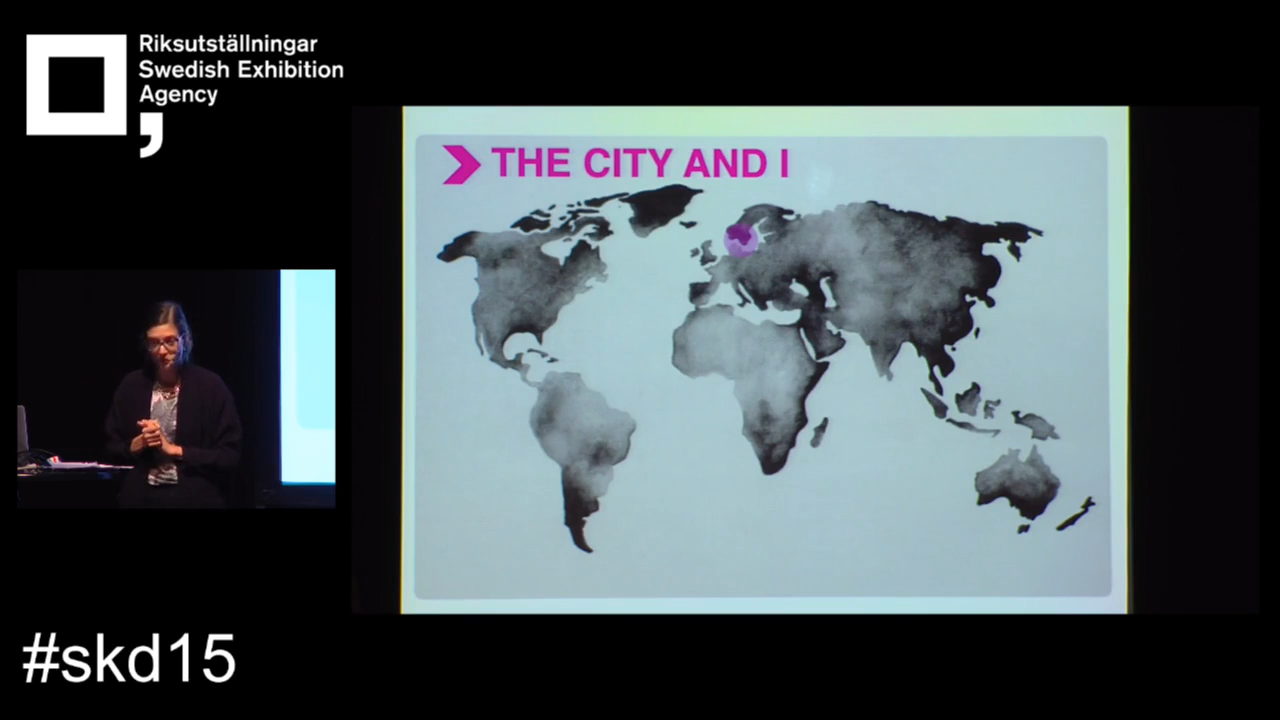 Riksutställningar
Swedish Exhibition
Agency
THE CITY AND I
#skd15